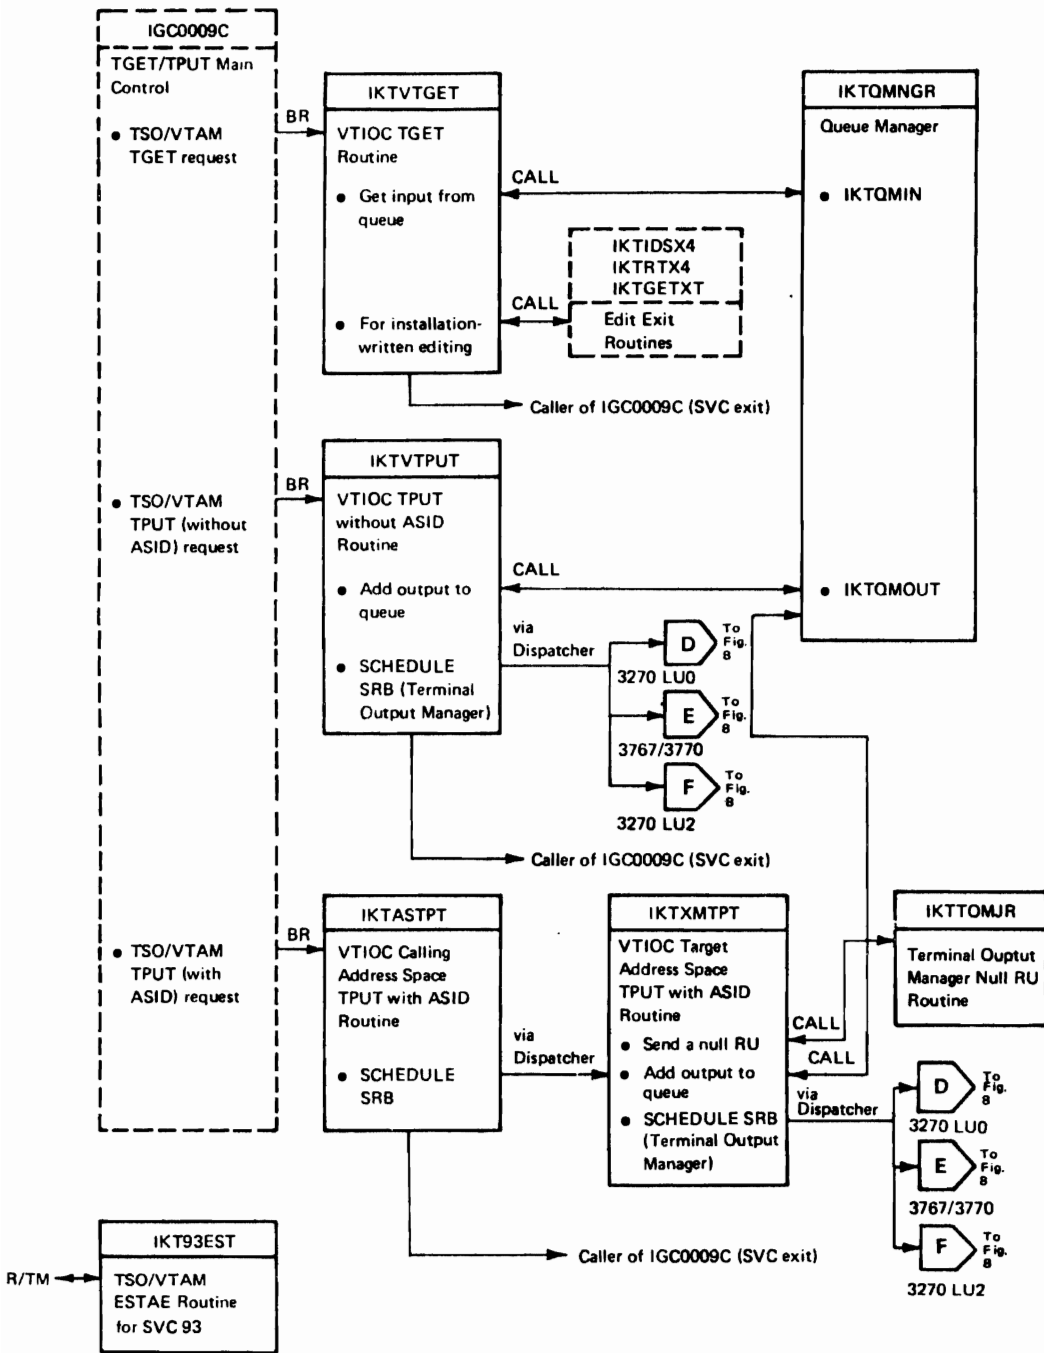 IGC0009C
TGET/TPUT Main
Control
• TSO/VTAM
TGET request
BR
IKTVTGET
VTIOC TGET
Routine
• Get input from
queue
• For installation-
written editing
CALL
IKTQMNGR
Queue Manager
• IKTQMIN
IKTIDSX4
IKTRTX4
IKTGETXT
CALL
Edit Exit
Routines
Caller of IGC0009C (SVC exit)
• TSO/VTAM
TPUT (without
ASID) request
BR
IKTVTPUT
VTIOC TPUT
without ASID
Routine
• Add output to
queue
• SCHEDULE
SRB (Terminal
Output Manager)
CALL
• IKTQMOUT
via
Dispatcher
D
To
Fig.
8
3270 LU0
E
To
Fig.
8
3767/3770
F
To
Fig.
8
3270 LU2
Caller of IGC0009C (SVC exit)
• TSO/VTAM
TPUT (with
ASID) request
BR
IKTASTPT
VTIOC Calling
Address Space
TPUT with ASID
Routine
• SCHEDULE
SRB
via
Dispatcher
IKTXMTPT
VTIOC Target
Address Space
TPUT with ASID
Routine
• Send a null RU
• Add output to
queue
• SCHEDULE SRB
(Terminal Output
Manager)
CALL
CALL
via
Dispatcher
IKTTOMJR
Terminal Ouptut
Manager Null RU
Routine
D
To
Fig.
8
3270 LU0
E
To
Fig.
8
3767/3770
F
To
Fig.
8
3270 LU2
Caller of IGC0009C (SVC exit)
R/TM
IKT93EST
TSO/VTAM
ESTAE Routine
for SVC 93